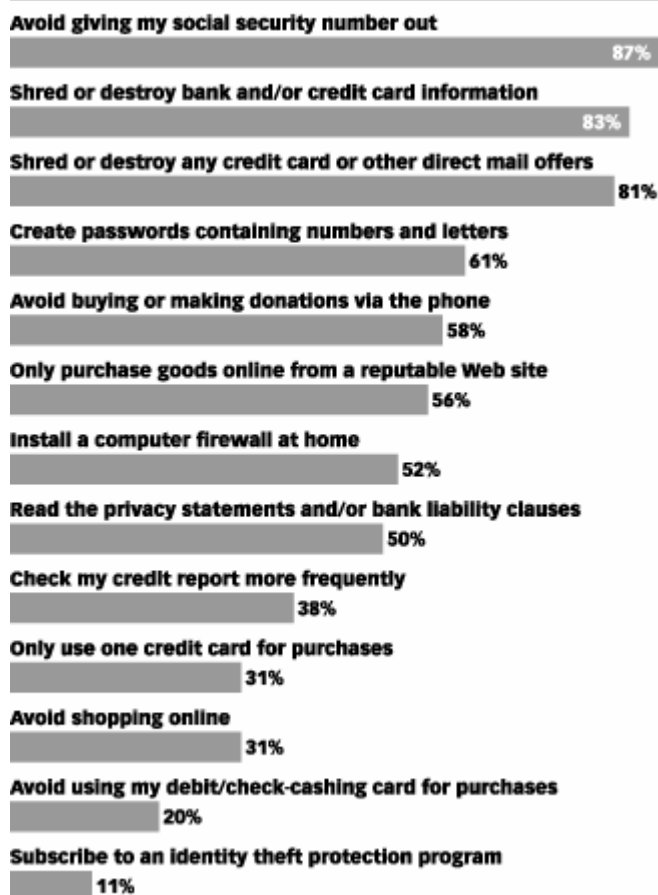 Avoid giving my social security number out
87%
Shred or destroy bank and/or credit card information
83%
Shred or destroy any credit card or other direct mail offers
81%
Create passwords containing numbers and letters
61%
Avoid buying or making donations via the phone
58%
Only purchase goods online from a reputable Web site
56%
Install a computer firewall at home
52%
Read the privacy statements and/or bank liability clauses
50%
Check my credit report more frequently
38%
Only use one credit card for purchases
31%
Avoid shopping online
31%
Avoid using my debit/check-cashing card for purchases
20%
Subscribe to an identity theft protection program
11%